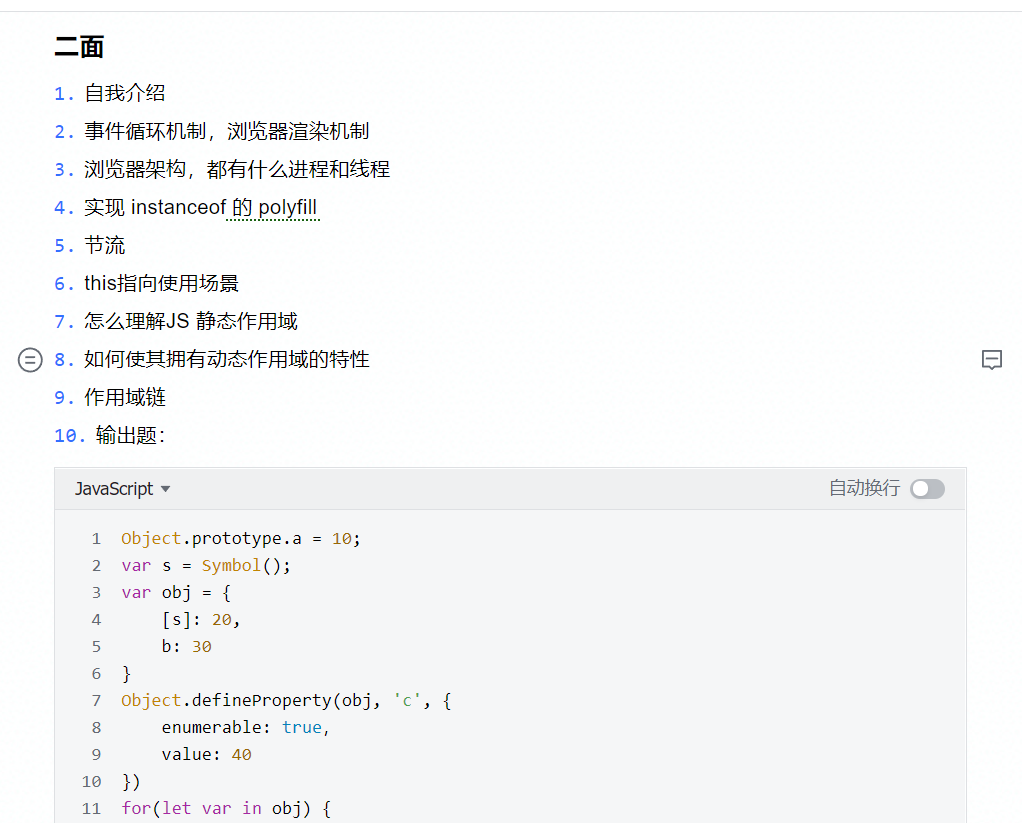 二面
1. 自我介绍
2. 事件循环机制，浏览器渲染机制
3. 浏览器架构，都有什么进程和线程
4. 实现 instanceof 的 polyfill
5. 节流
6. this指向使用场景
7. 怎么理解JS 静态作用域
8. 如何使其拥有动态作用域的特性
9. 作用域链
10. 输出题：
JavaScript 自动换行
1 Object.prototype.a = 10;
2 var s = Symbol();
3 var obj = {
4     [s]: 20,
5     b: 30
6 }
7 Object.defineProperty(obj, 'c', {
8     enumerable: true,
9     value: 40
10 })
11 for(let var in obj) {